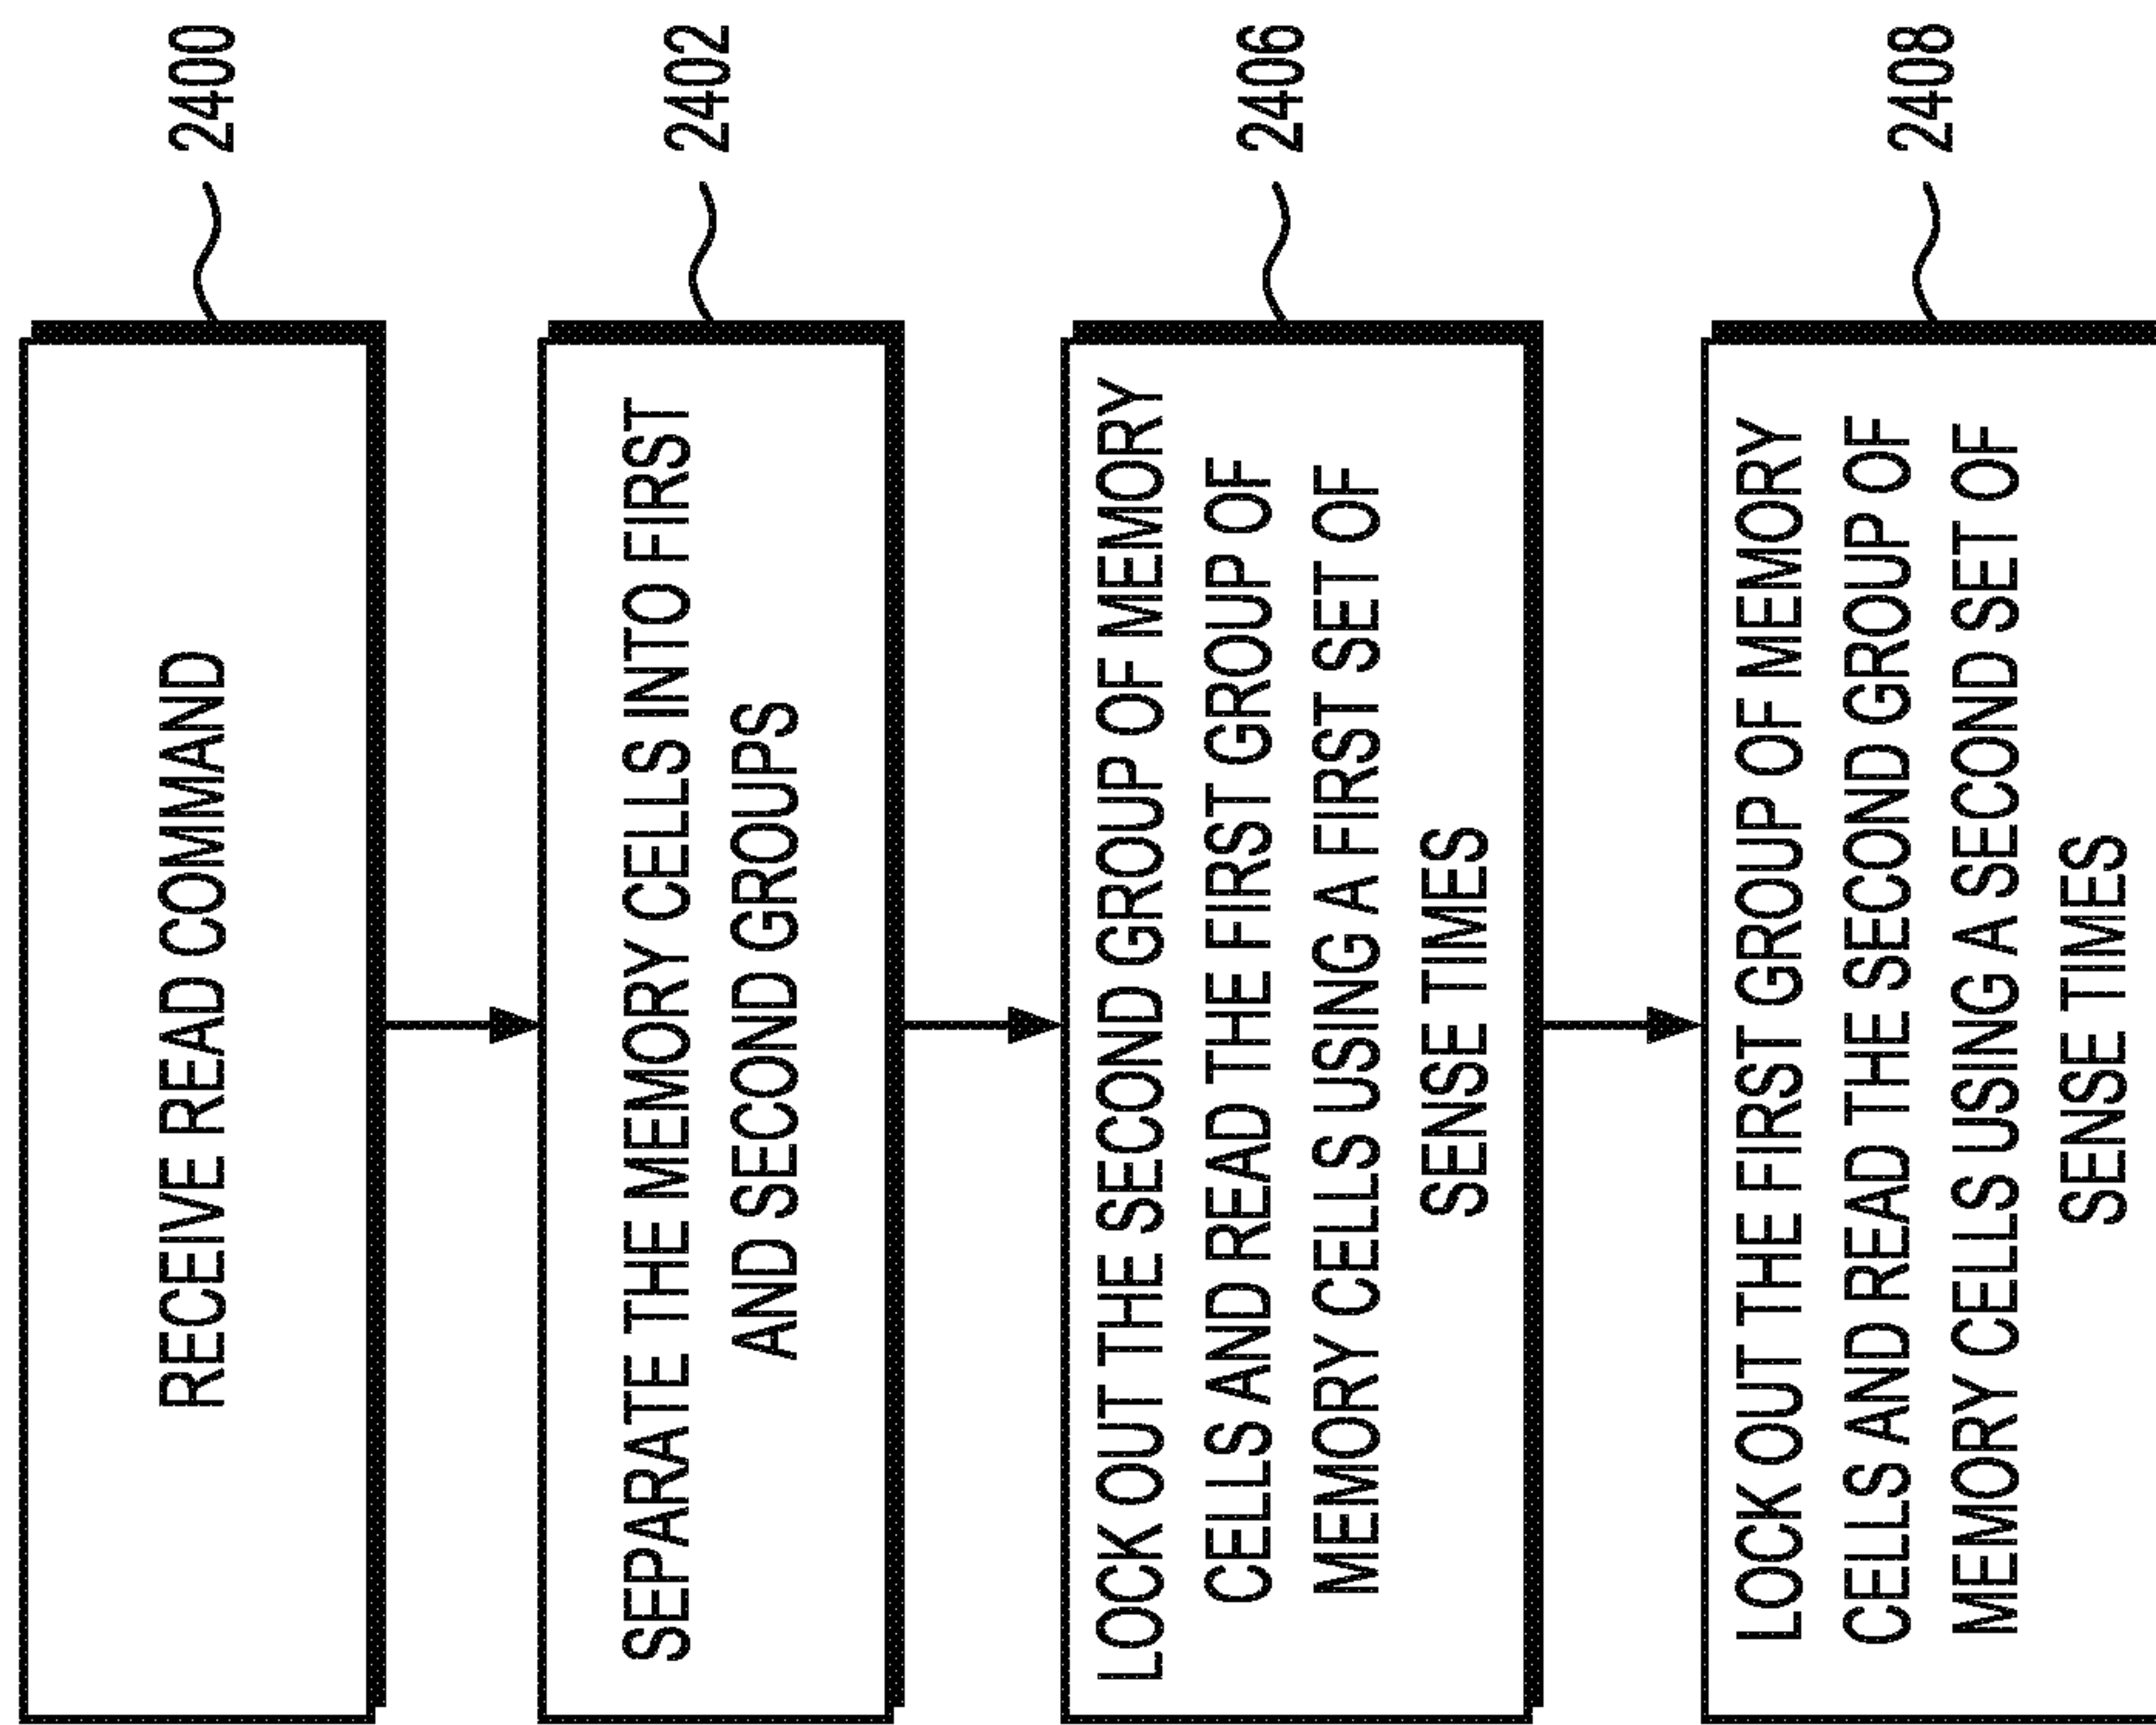 RECEIVE READ COMMAND
2400
SEPARATE THE MEMORY CELLS INTO FIRST
AND SECOND GROUPS
2402
LOCK OUT THE SECOND GROUP OF MEMORY
CELLS AND READ THE FIRST GROUP OF
MEMORY CELLS USING A FIRST SET OF
SENSE TIMES
2406
LOCK OUT THE FIRST GROUP OF MEMORY
CELLS AND READ THE SECOND GROUP OF
MEMORY CELLS USING A SECOND SET OF
SENSE TIMES
2408